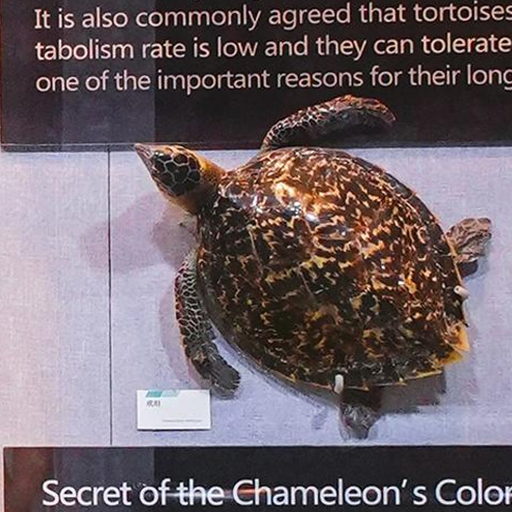 It is also commonly agreed that tortoises
tabolism rate is low and they can tolerate
one of the important reasons for their long
Secret of the Chameleon's Color